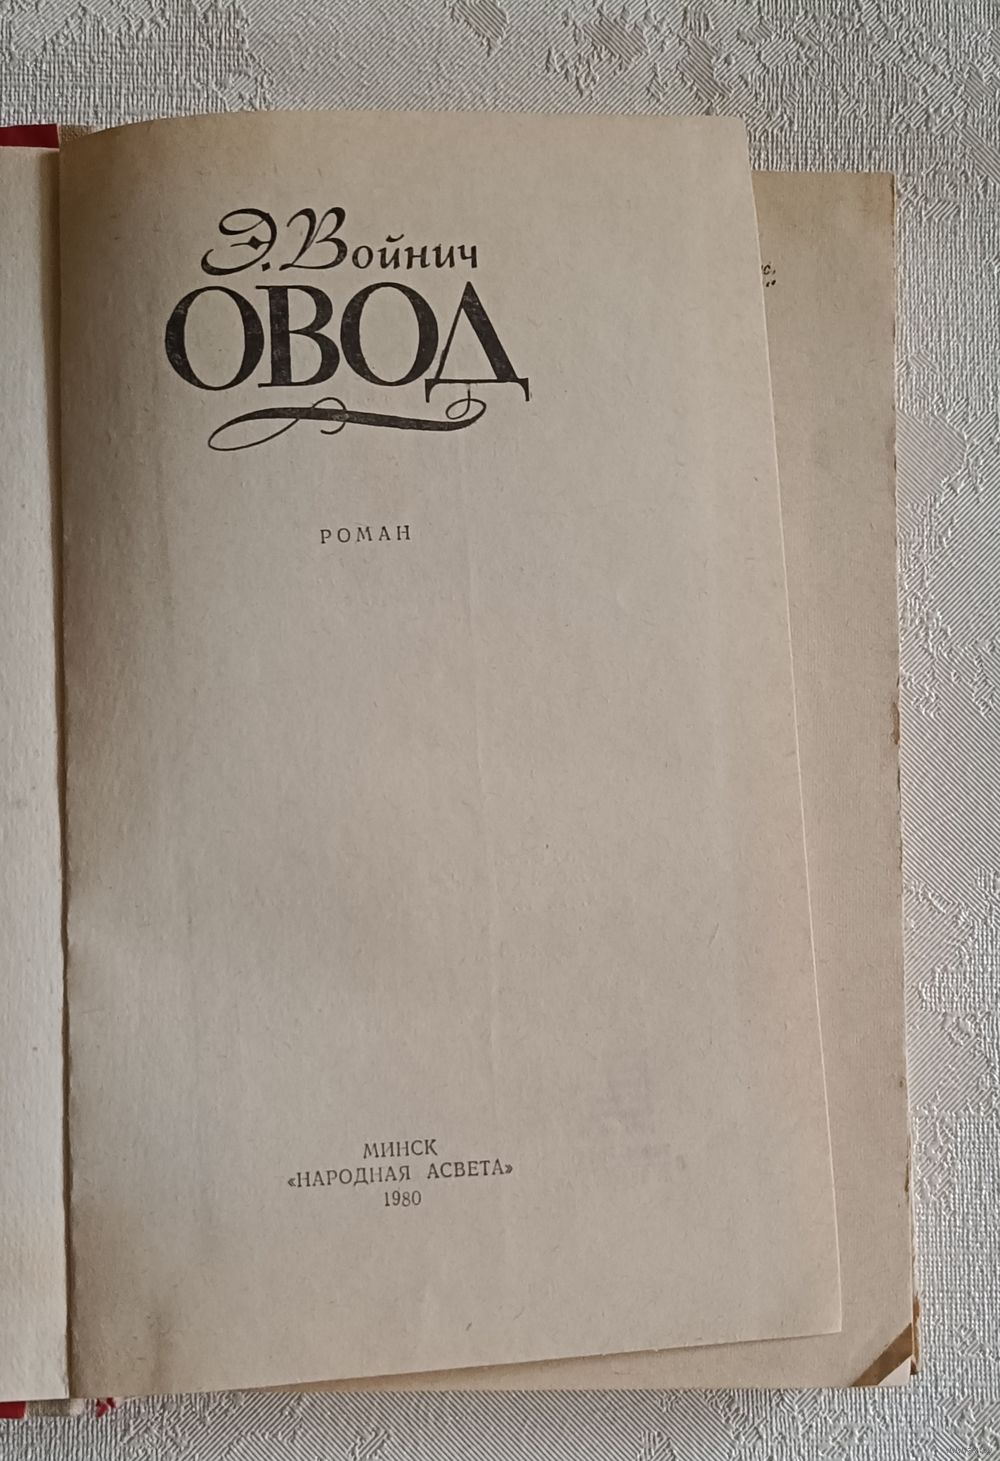 Э. Войнич
ОВОД
РОМАН
МИНСК
«НАРОДНАЯ АСВЕТА»
1980